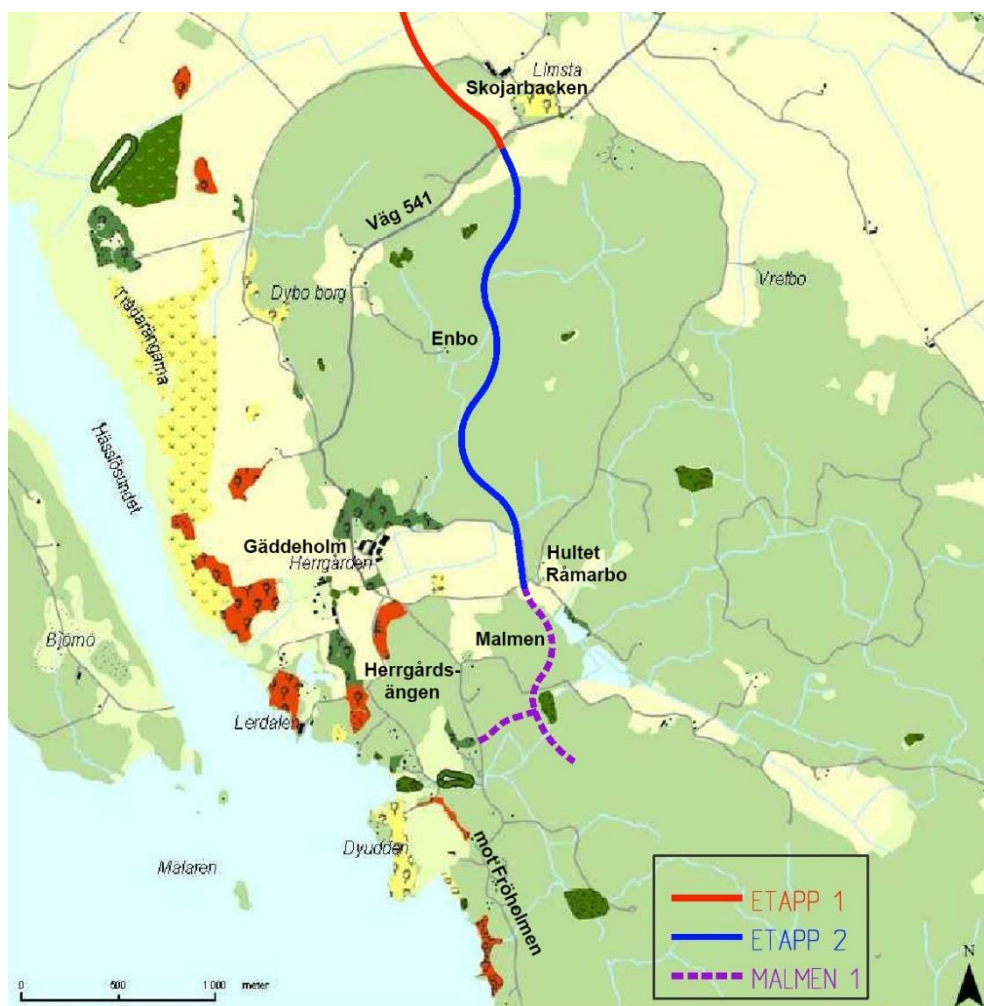 Limsta
Skojarbacken
Väg 541
Vretbo
Dybo borg
Trädgårängarna
Enbo
Hässlösundet
Gäddeholm
Herrgården
Hultet
Råmarbo
Björnö
Malmen
Herrgårds-
ängen
Lerdalen
Dyudden
mot Fröholmen
Mälaren
ETAPP 1
ETAPP 2
MALMEN 1
N
0 500 1 000
meter